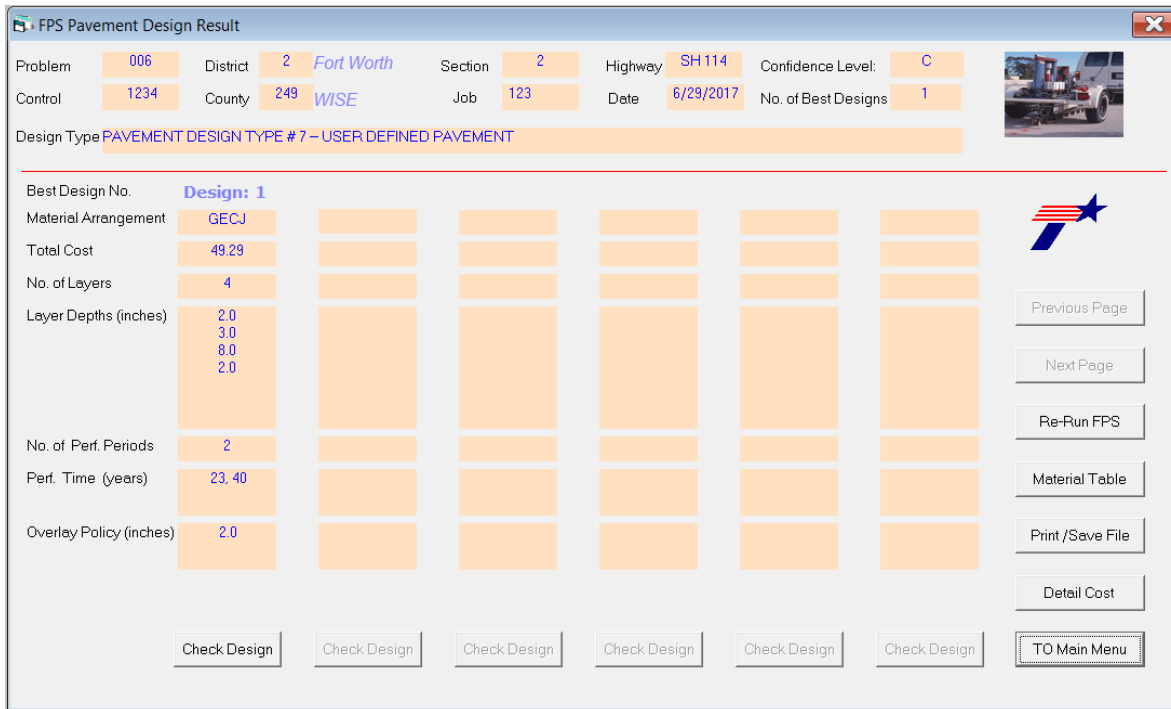 FPS Pavement Design Result
Problem 006 District 2 Fort Worth Section 2 Highway SH 114 Confidence Level: C
Control 1234 County 249 WISE Job 123 Date 6/29/2017 No. of Best Designs 1
Design Type PAVEMENT DESIGN TYPE # 7 – USER DEFINED PAVEMENT
Best Design No. Design: 1
Material Arrangement GECJ
Total Cost 49.29
No. of Layers 4
Layer Depths (inches) 2.0
3.0
8.0
2.0
No. of Perf. Periods 2
Perf. Time (years) 23, 40
Overlay Policy (inches) 2.0
Check Design Check Design Check Design Check Design Check Design Check Design
Previous Page
Next Page
Re-Run FPS
Material Table
Print /Save File
Detail Cost
TO Main Menu